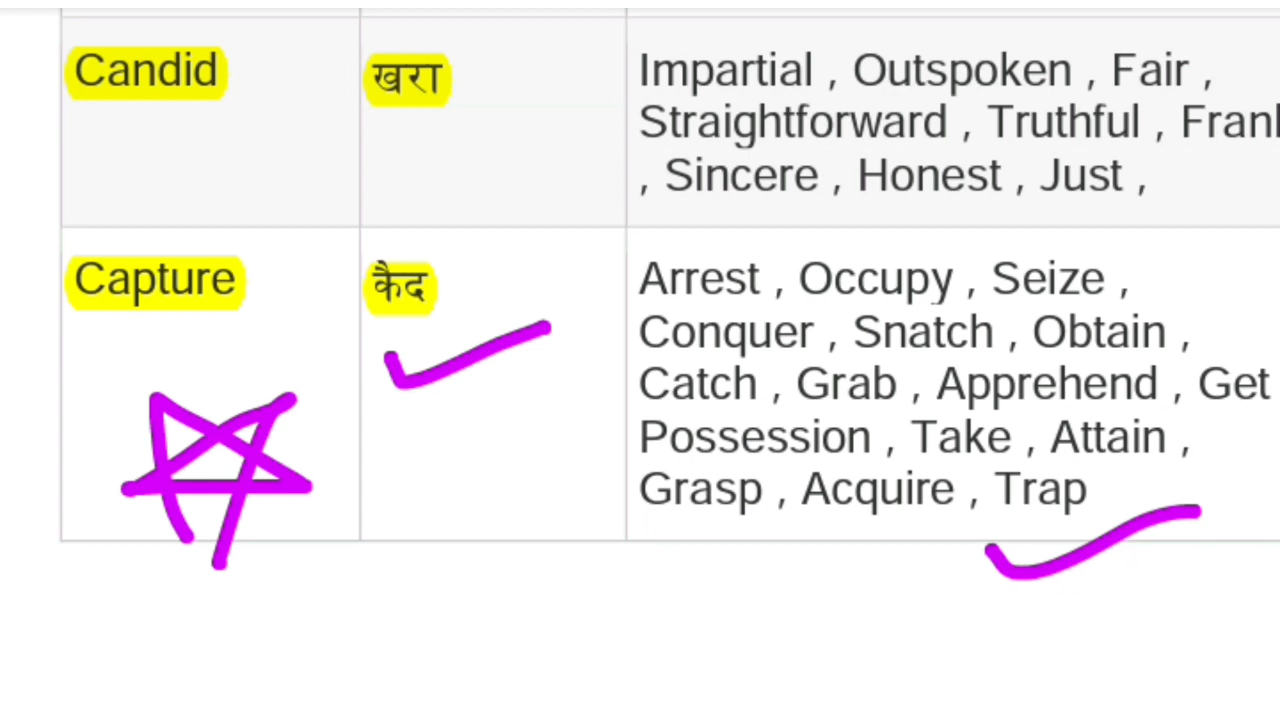 Candid
खरा
Impartial , Outspoken , Fair ,
Straightforward , Truthful ,
, Sincere , Honest , Just ,
Capture
कैद
Arrest , Occupy , Seize ,
Conquer , Snatch , Obtain ,
Catch , Grab , Apprehend , Get
Possession , Take , Attain ,
Grasp , Acquire , Trap